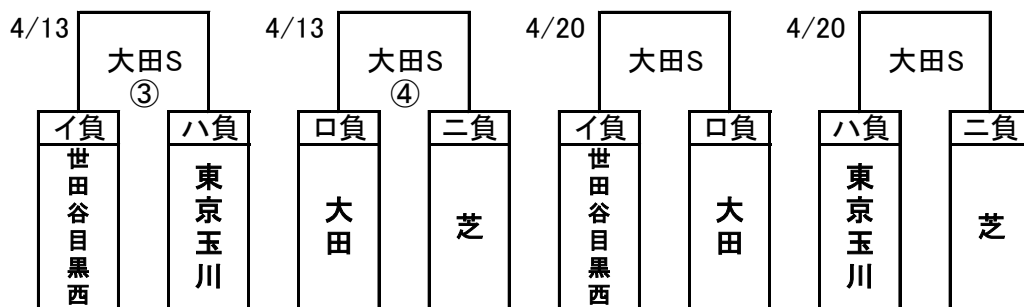 4/13 4/13 4/20 4/20
大田S 大田S 大田S 大田S
③ ④
イ負 ハ負 ロ負 ニ負 イ負 ロ負 ハ負 ニ負
世田谷目黒西
東京玉川
大田
芝
世田谷目黒西
大田
東京玉川
芝